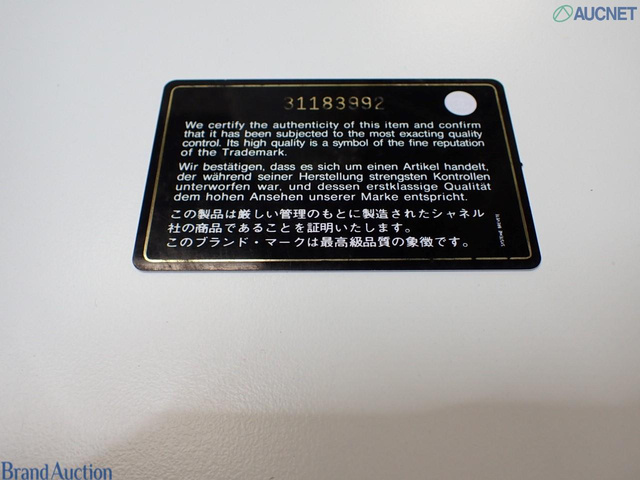 AUCNET
31183992
We certify the authenticity of this item and confirm
that it has been subjected to the most exacting quality
control. Its high quality is a symbol of the fine reputation
of the Trademark.
Wir bestätigen, dass es sich um einen Artikel handelt,
der während seiner Herstellung strengsten Kontrollen
unterworfen war, und dessen erstklassige Qualität
dem hohen Ansehen unserer Marke entspricht.
この製品は厳しい管理のもとに製造されたシャネル
社の商品であることを証明いたします。
このブランド・マークは最高級品質の象徴です。
Brand Auction